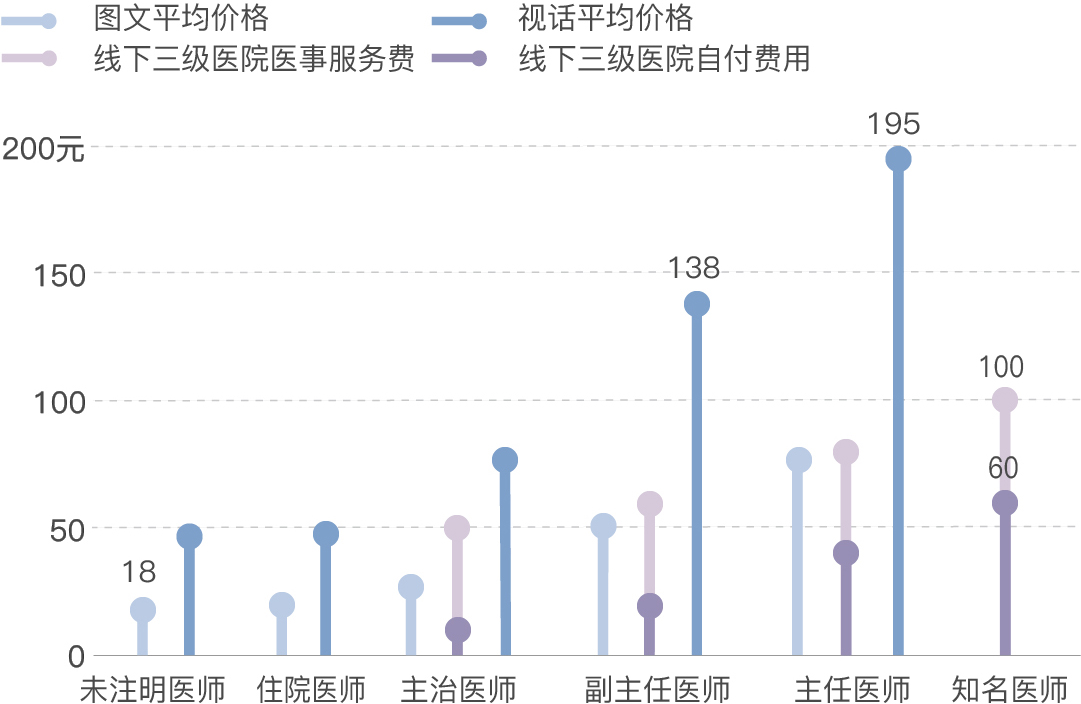 图文平均价格 视话平均价格
线下三级医院医事服务费 线下三级医院自付费用
195
200元
138
150
100
100
60
50
18
0
未注明医师 住院医师 主治医师 副主任医师 主任医师 知名医师